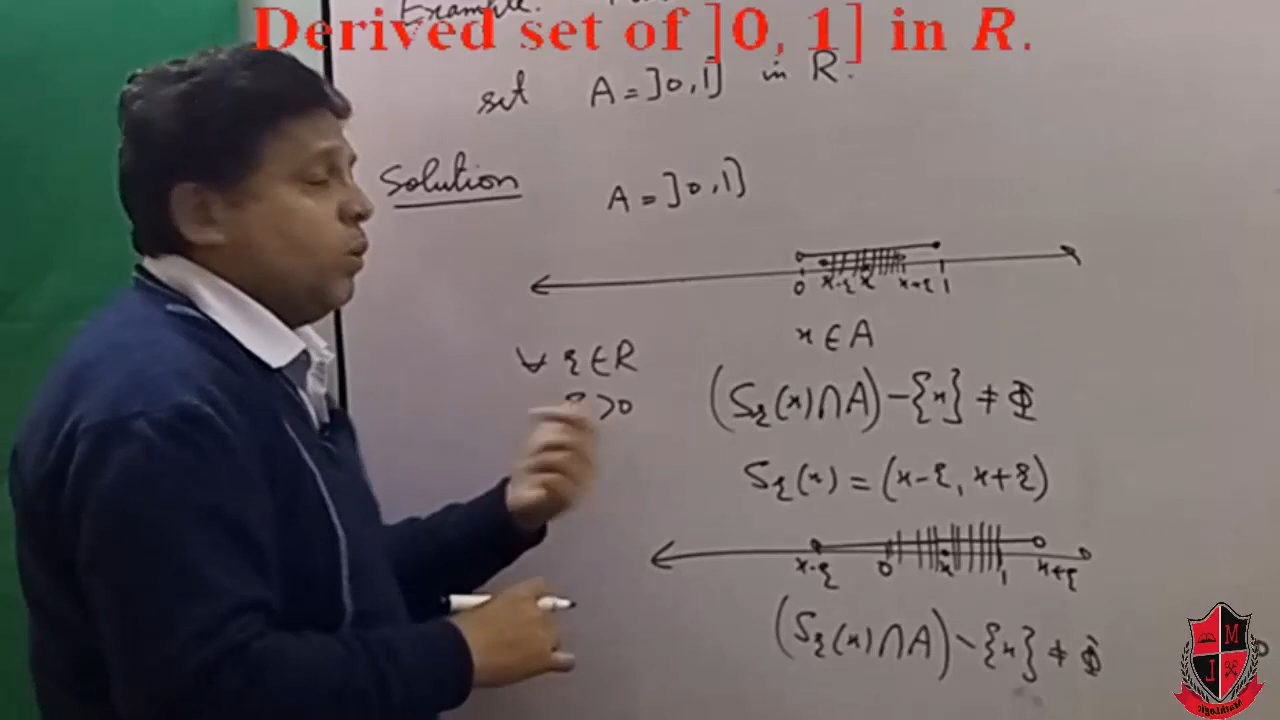 Example.
Derived set of ]0, 1] in R.
set A = ]0,1] in R.
Solution A = ]0,1]
0 x-ε x x+ε 1
x ∈ A
∀ ε ∈ R
ε > 0
(Sε(x) ∩ A) - {x} ≠ Φ
Sε(x) = (x-ε, x+ε)
x-ε 0 x 1 x+ε
(Sε(x) ∩ A) - {x} ≠ Φ
M